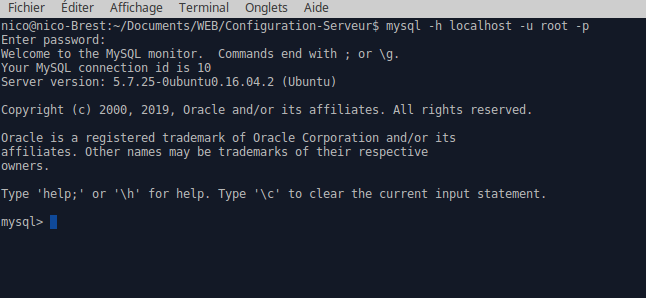 Fichier Éditer Affichage Terminal Onglets Aide
nico@nico-Brest:~/Documents/WEB/Configuration-Serveur$ mysql -h localhost -u root -p
Enter password:
Welcome to the MySQL monitor.  Commands end with ; or \g.
Your MySQL connection id is 10
Server version: 5.7.25-0ubuntu0.16.04.2 (Ubuntu)
Copyright (c) 2000, 2019, Oracle and/or its affiliates. All rights reserved.
Oracle is a registered trademark of Oracle Corporation and/or its
affiliates. Other names may be trademarks of their respective
owners.
Type 'help;' or '\h' for help. Type '\c' to clear the current input statement.
mysql>